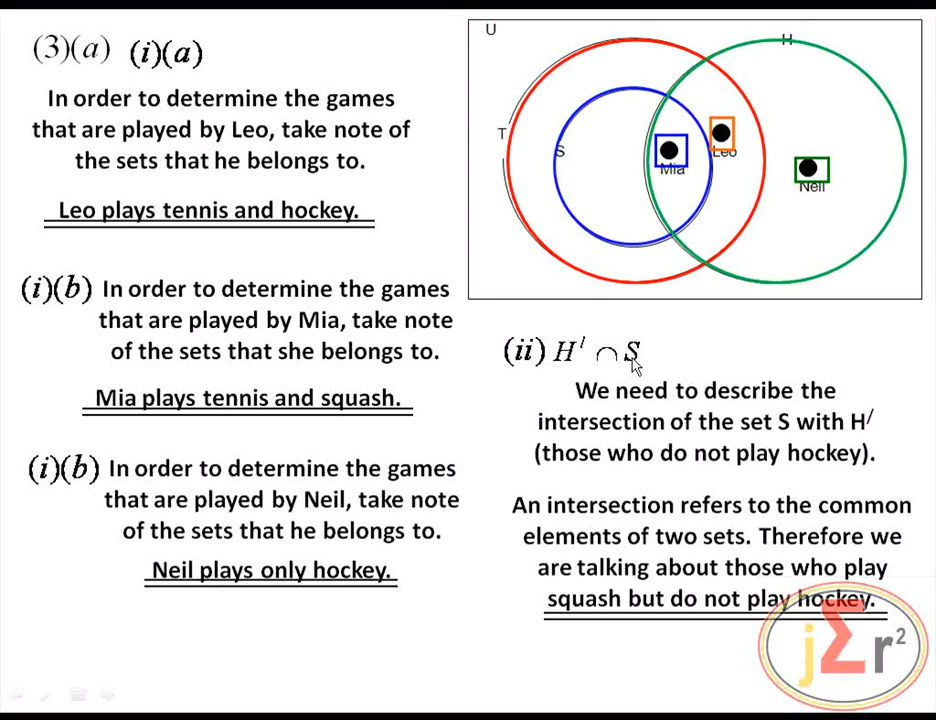 (3)(a) (i)(a)
In order to determine the games
that are played by Leo, take note of
the sets that he belongs to.
Leo plays tennis and hockey.
(i)(b) In order to determine the games
that are played by Mia, take note
of the sets that she belongs to.
Mia plays tennis and squash.
(i)(b) In order to determine the games
that are played by Neil, take note
of the sets that he belongs to.
Neil plays only hockey.
U
H
T
S
Mia
Leo
Neil
(ii) H′ ∩ S
We need to describe the
intersection of the set S with H′
(those who do not play hockey).
An intersection refers to the common
elements of two sets. Therefore we
are talking about those who play
squash but do not play hockey.
jΣr²